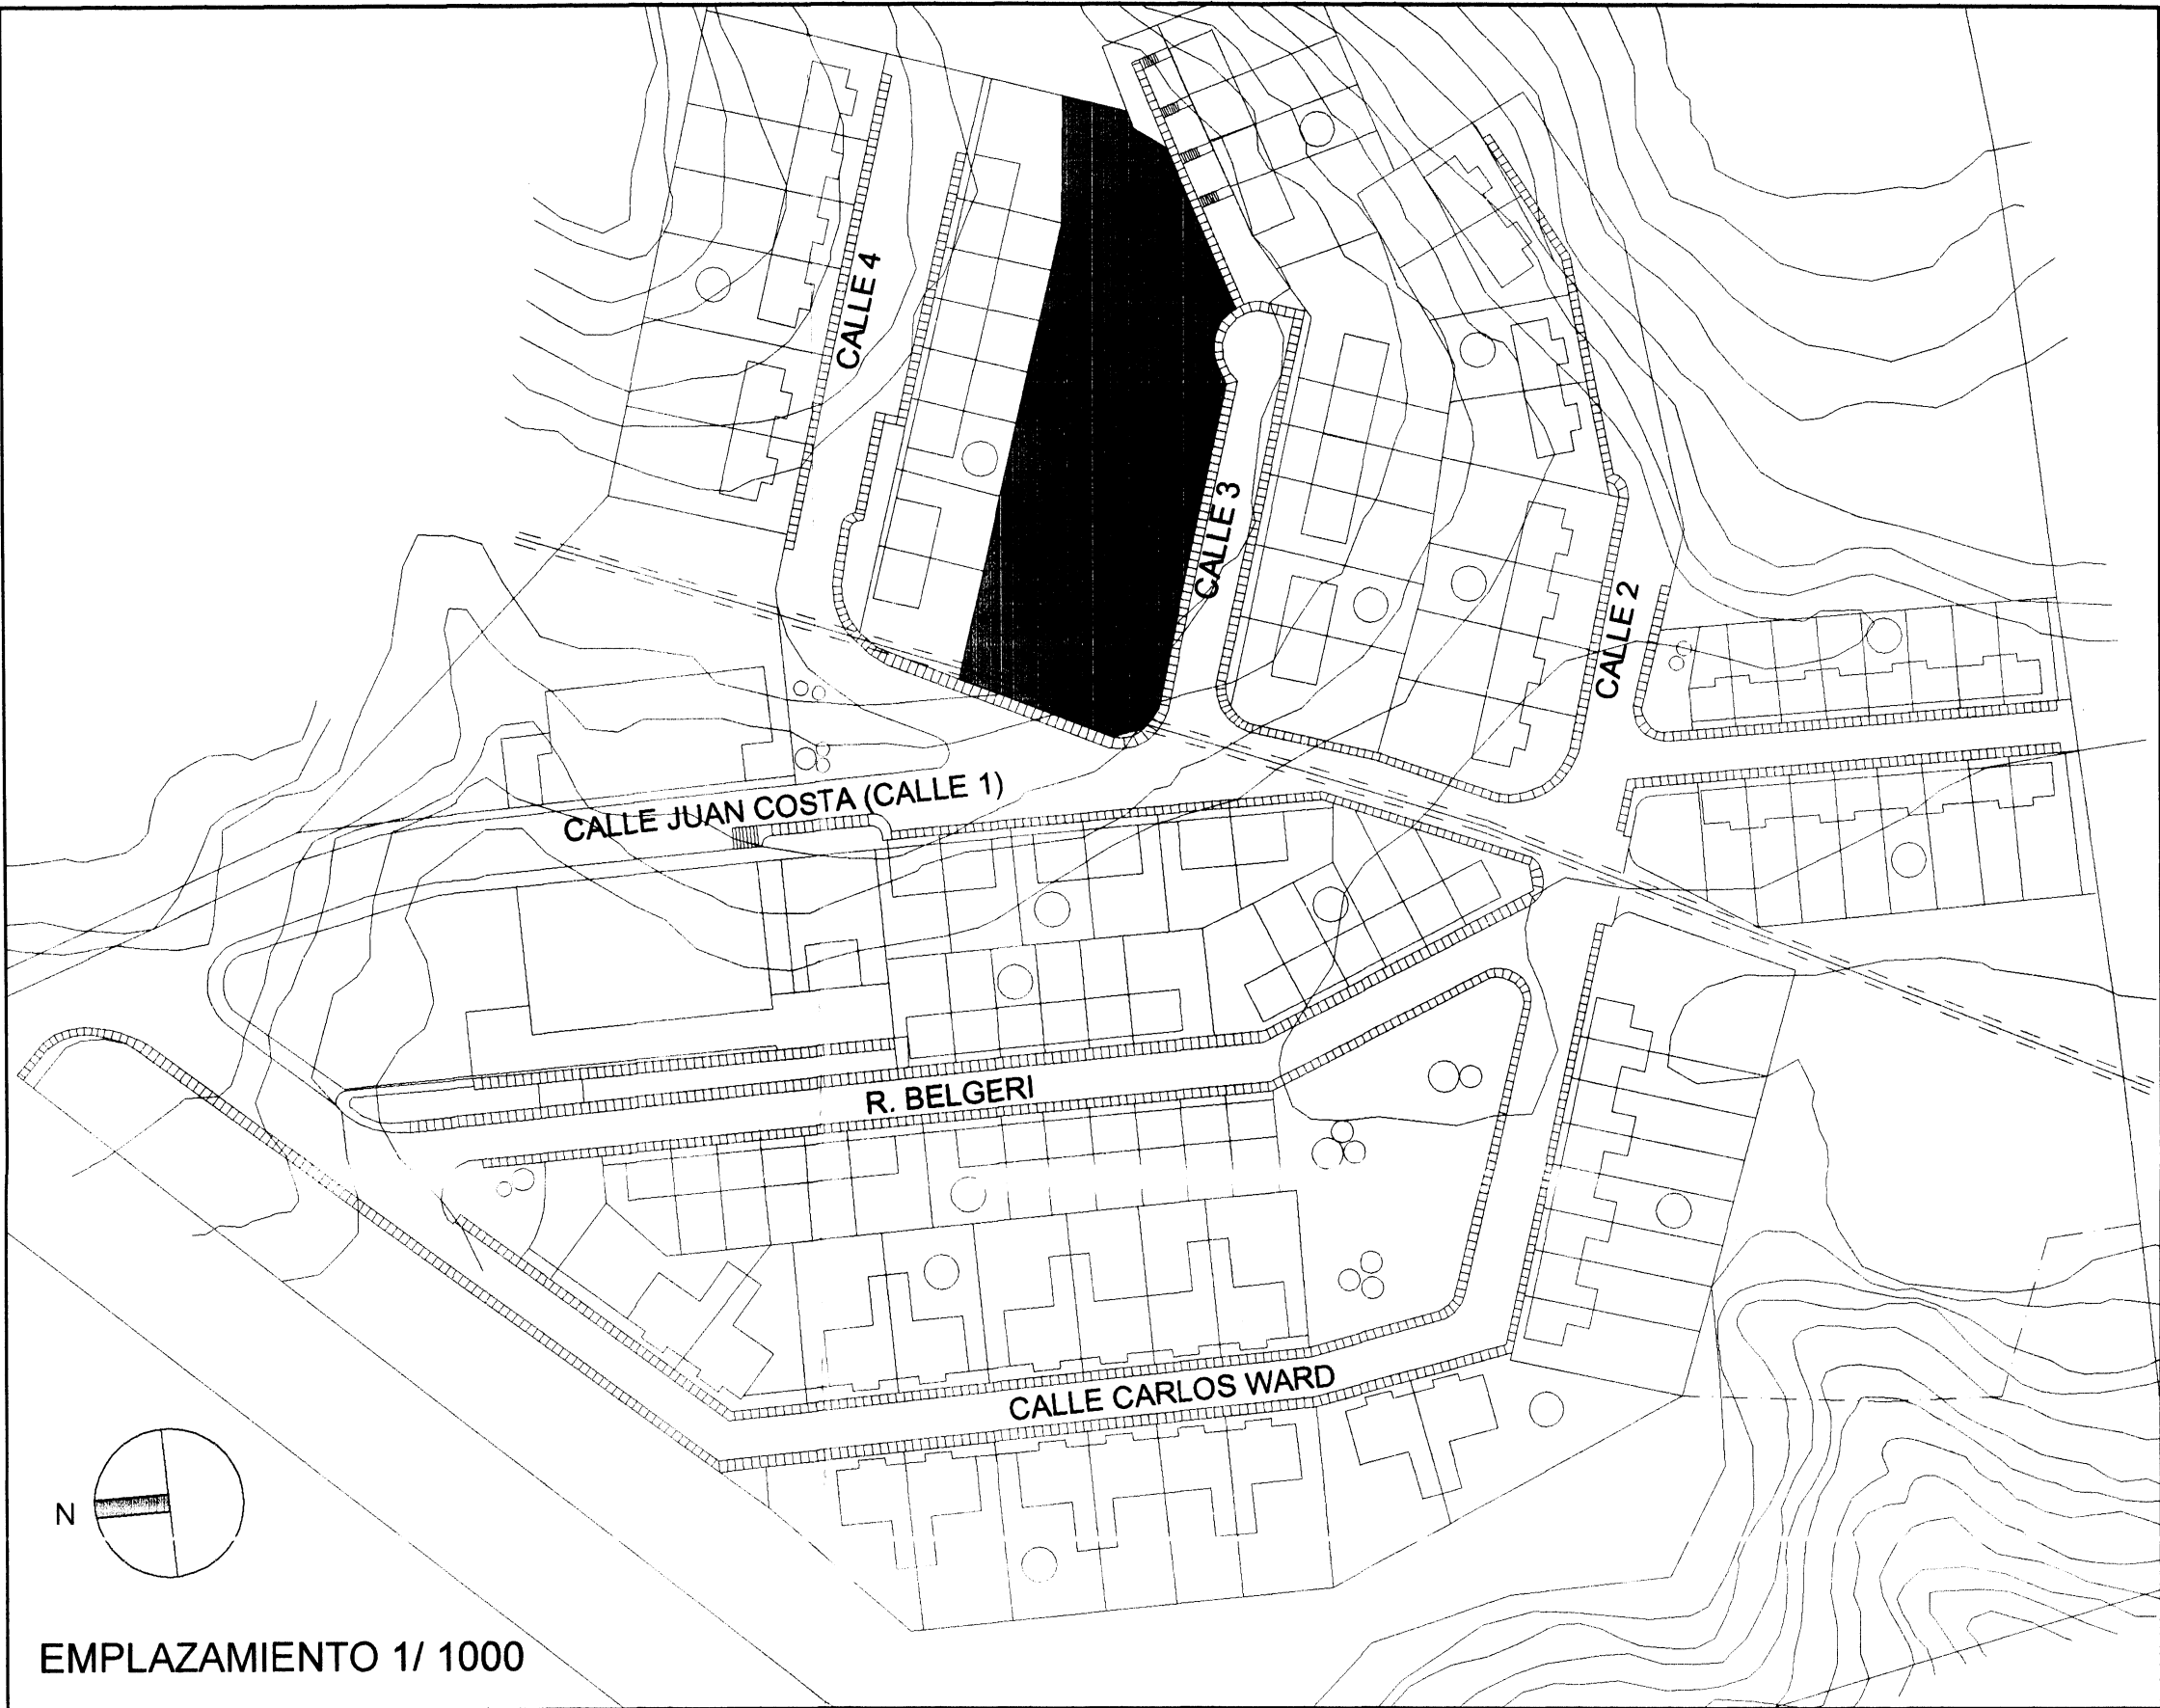 CALLE 4
CALLE 3
CALLE 2
CALLE JUAN COSTA (CALLE 1)
R. BELGERI
CALLE CARLOS WARD
N
EMPLAZAMIENTO 1/ 1000